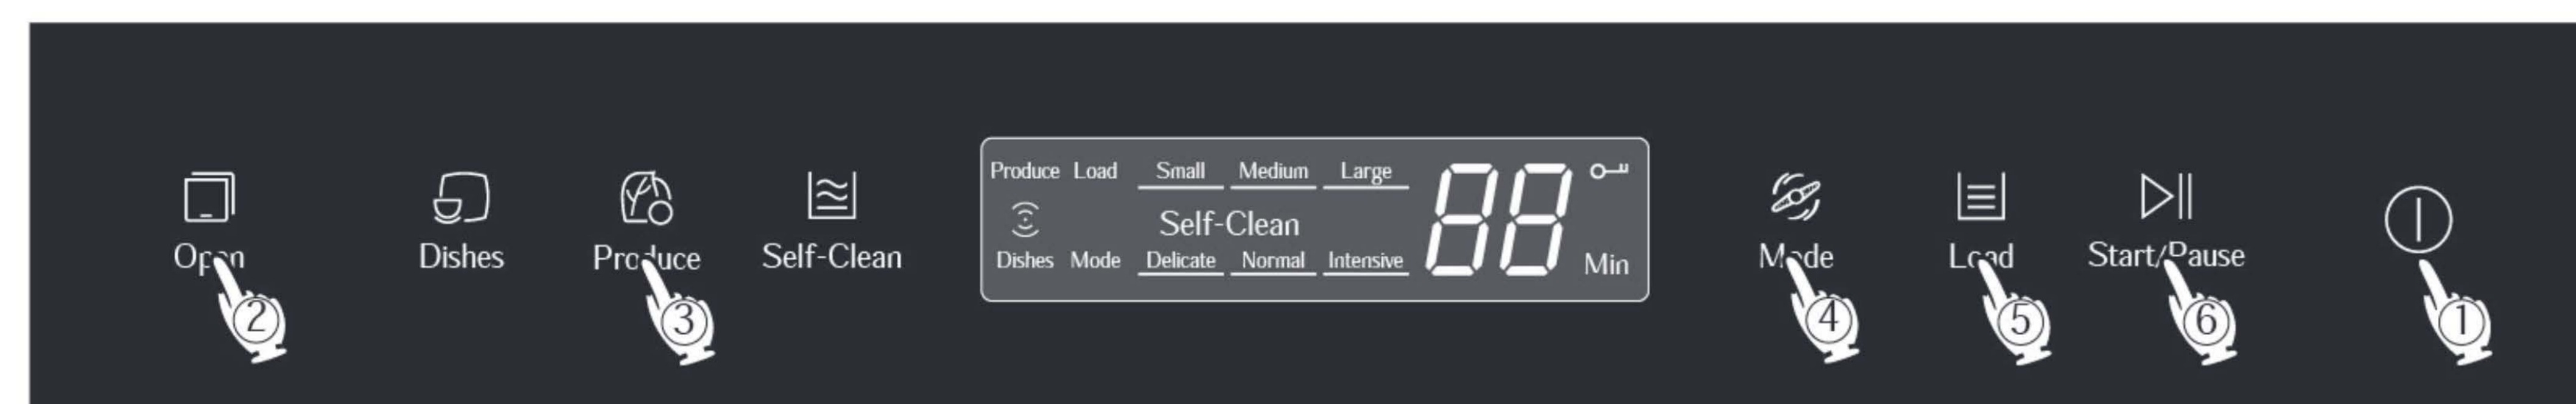 Open
Dishes
Produce
Self-Clean
Produce Load Small Medium Large
Self-Clean
Dishes Mode Delicate Normal Intensive
88
Min
Mode
Load
Start/Pause
2
3
4
5
6
1